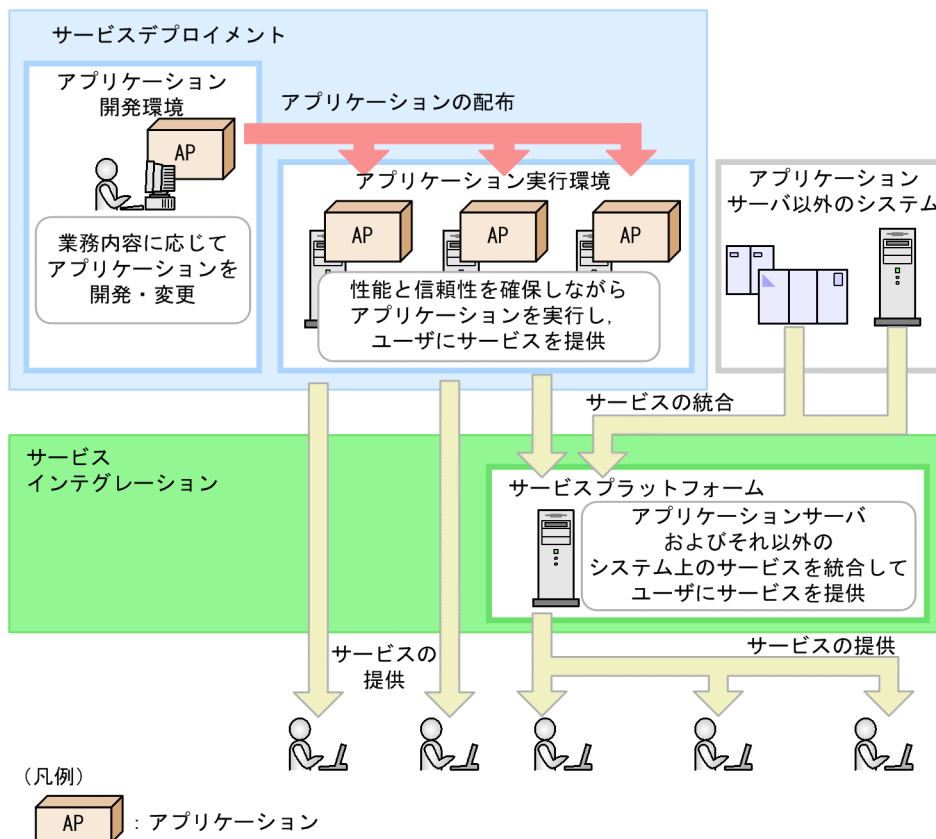 サービスデプロイメント
アプリケーション
開発環境
AP
業務内容に応じて
アプリケーションを
開発・変更
アプリケーションの配布
アプリケーション実行環境
AP
AP
AP
性能と信頼性を確保しながら
アプリケーションを実行し,
ユーザにサービスを提供
アプリケーション
サーバ以外のシステム
サービスの統合
サービス
インテグレーション
サービスプラットフォーム
アプリケーションサーバ
およびそれ以外の
システム上のサービスを統合して
ユーザにサービスを提供
サービスの
提供
サービスの提供
(凡例)
AP
:アプリケーション